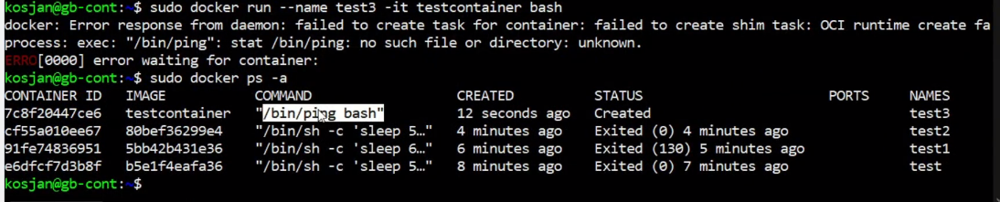 kosjan@gb-cont:~$ sudo docker run --name test3 -it testcontainer bash
docker: Error response from daemon: failed to create task for container: failed to create shim task: OCI runtime create fa
process: exec: "/bin/ping": stat /bin/ping: no such file or directory: unknown.
ERRO[0000] error waiting for container:
kosjan@gb-cont:~$ sudo docker ps -a
CONTAINER ID   IMAGE           COMMAND                  CREATED          STATUS                       PORTS     NAMES
7c8f20447ce6   testcontainer   "/bin/ping bash"         12 seconds ago   Created                                test3
cf55a010ee67   80bef36299e4    "/bin/sh -c 'sleep 5…"   4 minutes ago    Exited (0) 4 minutes ago               test2
91fe74836951   5bb42b431e36    "/bin/sh -c 'sleep 6…"   6 minutes ago    Exited (130) 5 minutes ago             test1
e6dfcf7d3b8f   b5e1f4eafa36    "/bin/sh -c 'sleep 5…"   8 minutes ago    Exited (0) 7 minutes ago               test
kosjan@gb-cont:~$